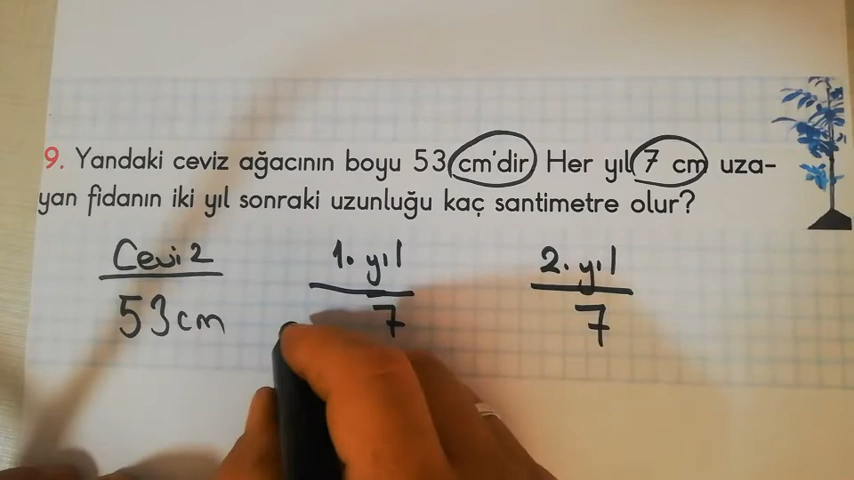 9. Yandaki ceviz ağacının boyu 53 cm'dir Her yıl 7 cm uza-
yan fidanın iki yıl sonraki uzunluğu kaç santimetre olur?
Ceviz 1. yıl 2. yıl
53cm 7 7